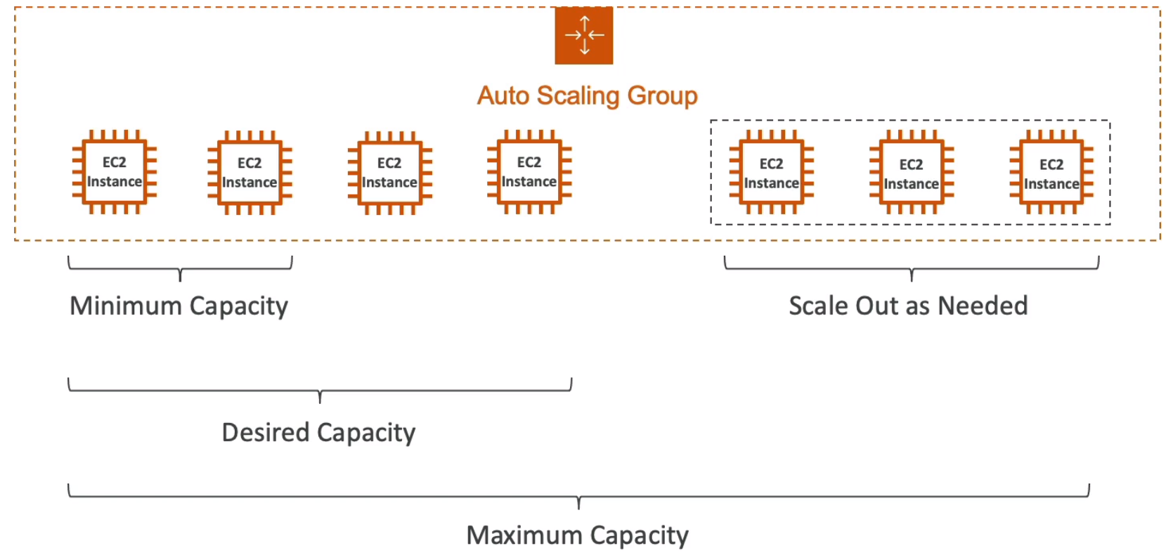 Auto Scaling Group
EC2
Instance
EC2
Instance
EC2
Instance
EC2
Instance
EC2
Instance
EC2
Instance
EC2
Instance
Minimum Capacity
Scale Out as Needed
Desired Capacity
Maximum Capacity